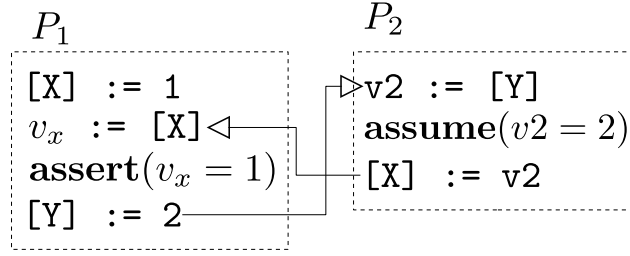 P₁
[X] := 1
vₓ := [X]
assert(vₓ = 1)
[Y] := 2
P₂
v2 := [Y]
assume(v2 = 2)
[X] := v2